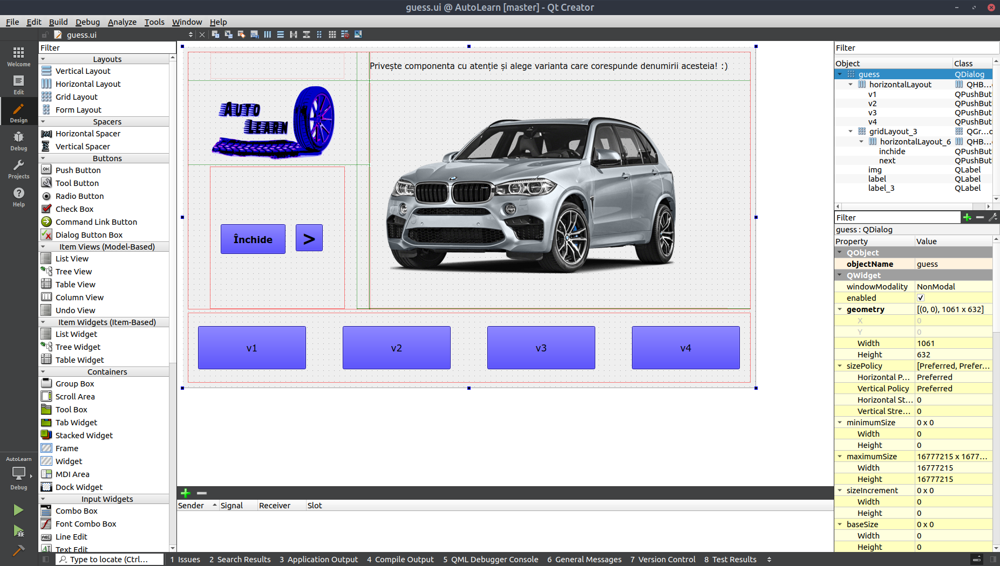 guess.ui @ AutoLearn [master] - Qt Creator
File Edit Build Debug Analyze Tools Window Help
guess.ui
Welcome
Edit
Design
Debug
Projects
Help
AutoLearn
Debug
Filter
Layouts
Vertical Layout
Horizontal Layout
Grid Layout
Form Layout
Spacers
Horizontal Spacer
Vertical Spacer
Buttons
Push Button
Tool Button
Radio Button
Check Box
Command Link Button
Dialog Button Box
Item Views (Model-Based)
List View
Tree View
Table View
Column View
Undo View
Item Widgets (Item-Based)
List Widget
Tree Widget
Table Widget
Containers
Group Box
Scroll Area
Tool Box
Tab Widget
Stacked Widget
Frame
Widget
MDI Area
Dock Widget
Input Widgets
Combo Box
Font Combo Box
Line Edit
Text Edit
Privește componenta cu atenție și alege varianta care corespunde denumirii acesteia! :)
Auto
Learn
Închide >
v1 v2 v3 v4
Sender Signal Receiver Slot
Filter
Object Class
guess QDialog
horizontalLayout QHB...
v1 QPushBut
v2 QPushBut
v3 QPushBut
v4 QPushBut
gridLayout_3 QGr...
horizontalLayout_6 QHB...
inchide QPushBut
next QPushBut
img QLabel
label QLabel
label_3 QLabel
Filter
guess : QDialog
Property Value
QObject
objectName guess
QWidget
windowModality NonModal
enabled
geometry [(0, 0), 1061 x 632]
X 0
Y 0
Width 1061
Height 632
sizePolicy [Preferred, Prefer...
Horizontal P... Preferred
Vertical Policy Preferred
Horizontal St... 0
Vertical Stre... 0
minimumSize 0 x 0
Width 0
Height 0
maximumSize 16777215 x 1677...
Width 16777215
Height 16777215
sizeIncrement 0 x 0
Width 0
Height 0
baseSize 0 x 0
Width 0
Height 0
Type to locate (Ctrl... 1 Issues 2 Search Results 3 Application Output 4 Compile Output 5 QML Debugger Console 6 General Messages 7 Version Control 8 Test Results